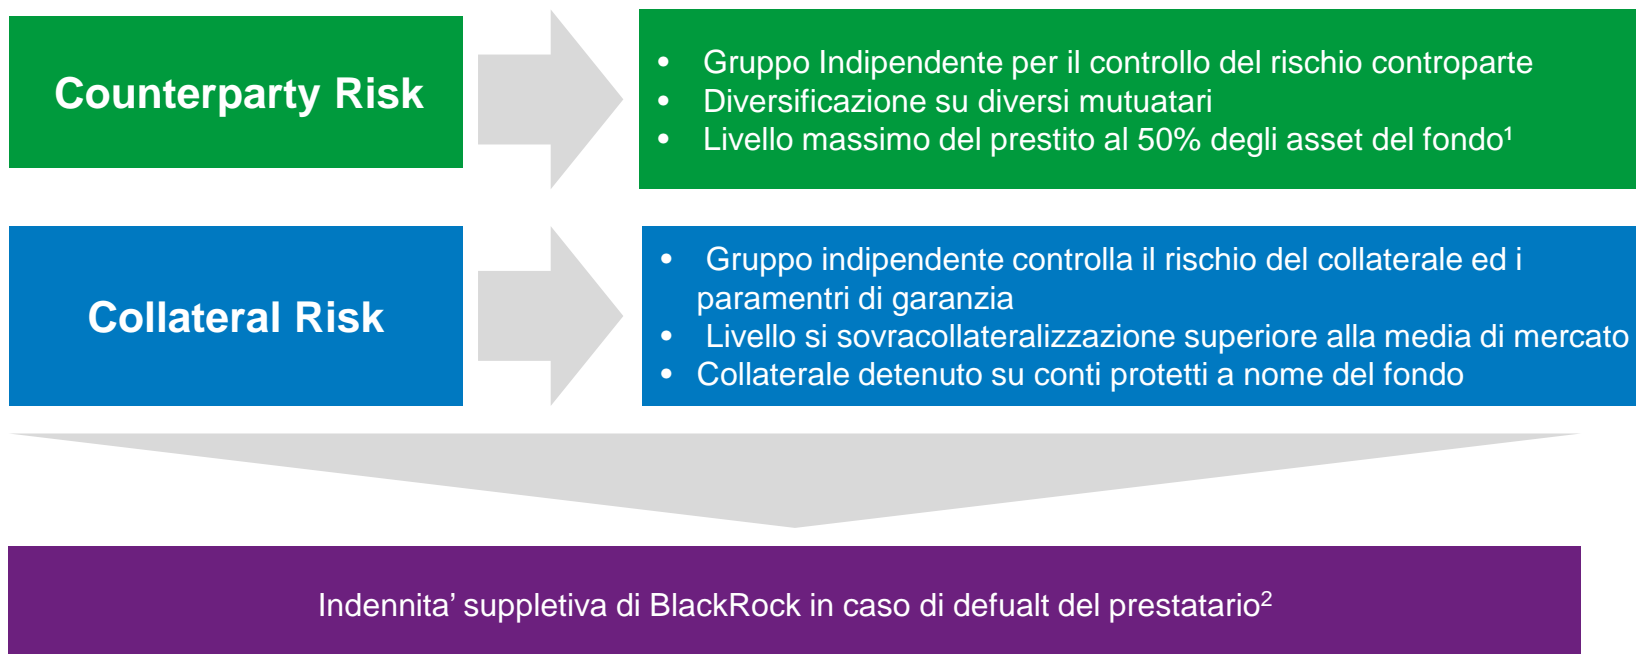 Counterparty Risk
• Gruppo Indipendente per il controllo del rischio controparte
• Diversificazione su diversi mutuatari
• Livello massimo del prestito al 50% degli asset del fondo¹
Collateral Risk
• Gruppo indipendente controlla il rischio del collaterale ed i
paramentri di garanzia
• Livello si sovracollateralizzazione superiore alla media di mercato
• Collaterale detenuto su conti protetti a nome del fondo
Indennita’ suppletiva di BlackRock in caso di defualt del prestatario²